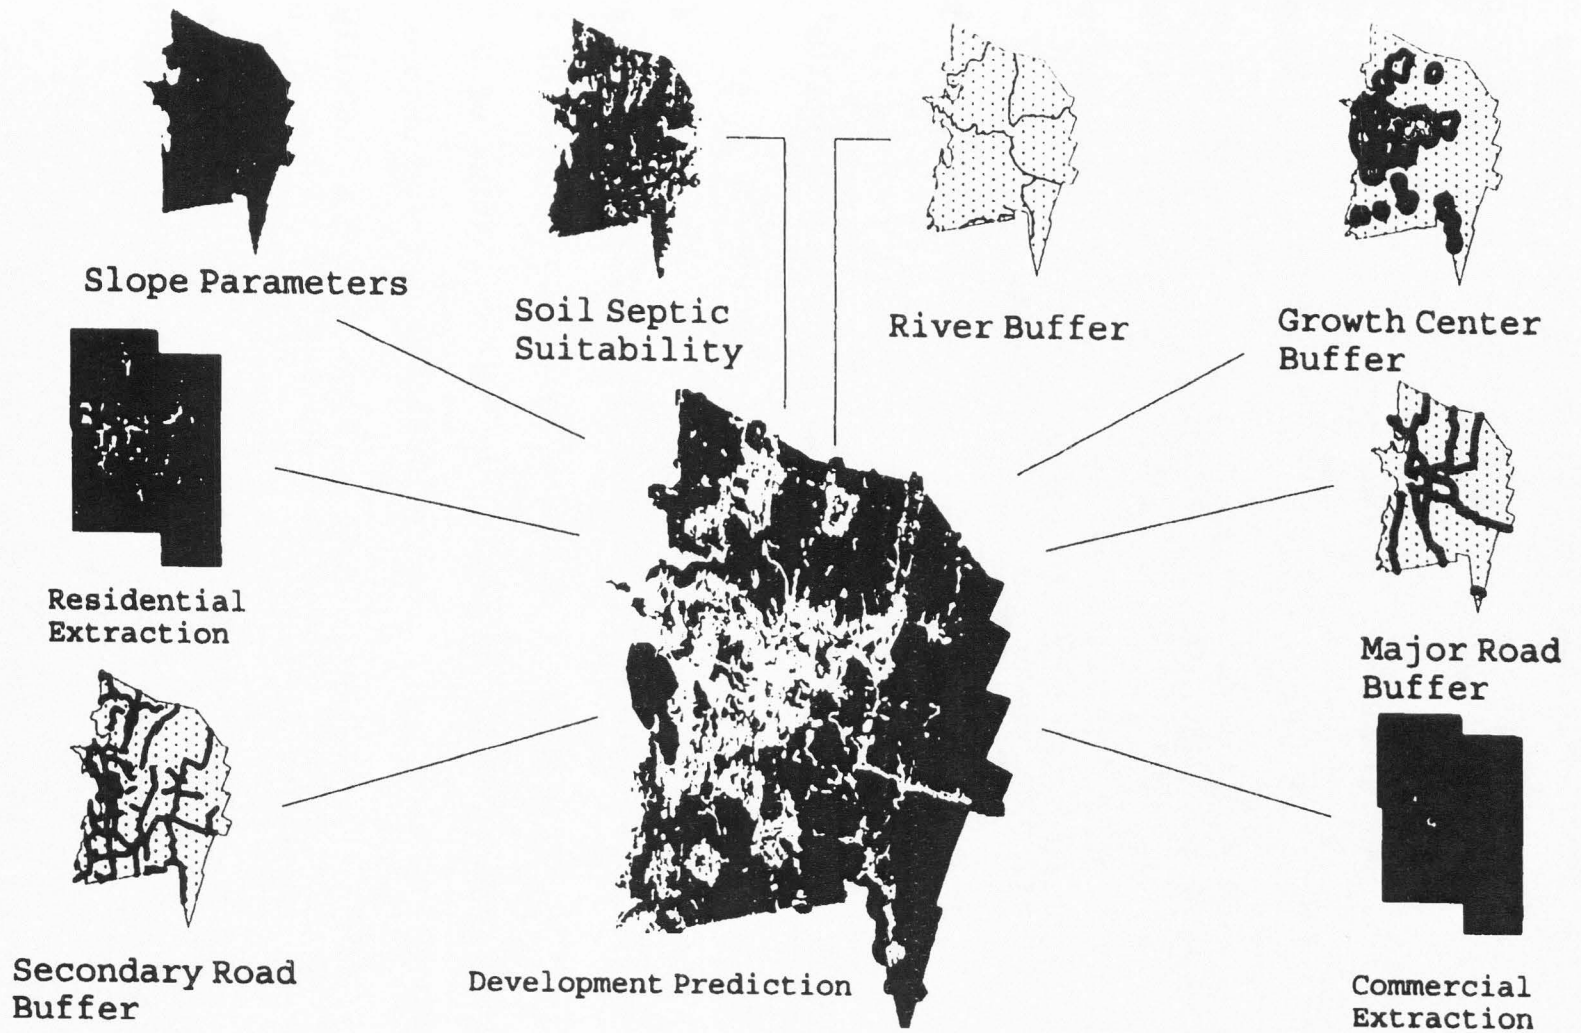 Slope Parameters
Soil Septic
Suitability
River Buffer
Growth Center
Buffer
Residential
Extraction
Major Road
Buffer
Secondary Road
Buffer
Development Prediction
Commercial
Extraction